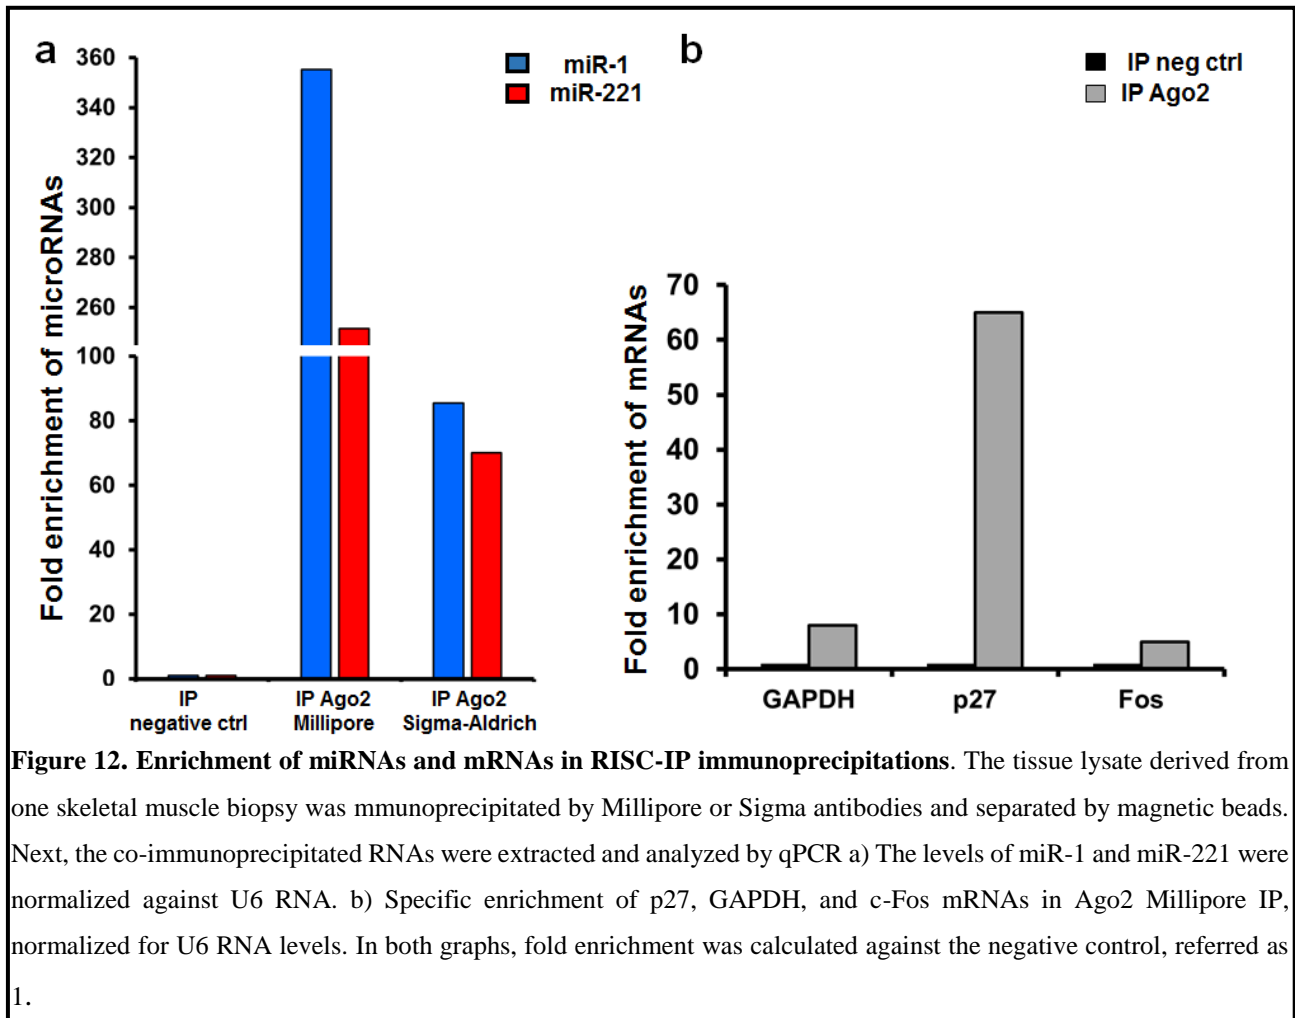 a
360
340
320
300
280
260
100
80
60
40
20
0
Fold enrichment of microRNAs
miR-1
miR-221
IP
negative ctrl
IP Ago2
Millipore
IP Ago2
Sigma-Aldrich
b
IP neg ctrl
IP Ago2
70
60
50
40
30
20
10
0
Fold enrichment of mRNAs
GAPDH
p27
Fos
Figure 12. Enrichment of miRNAs and mRNAs in RISC-IP immunoprecipitations. The tissue lysate derived from
one skeletal muscle biopsy was mmunoprecipitated by Millipore or Sigma antibodies and separated by magnetic beads.
Next, the co-immunoprecipitated RNAs were extracted and analyzed by qPCR a) The levels of miR-1 and miR-221 were
normalized against U6 RNA. b) Specific enrichment of p27, GAPDH, and c-Fos mRNAs in Ago2 Millipore IP,
normalized for U6 RNA levels. In both graphs, fold enrichment was calculated against the negative control, referred as
1.